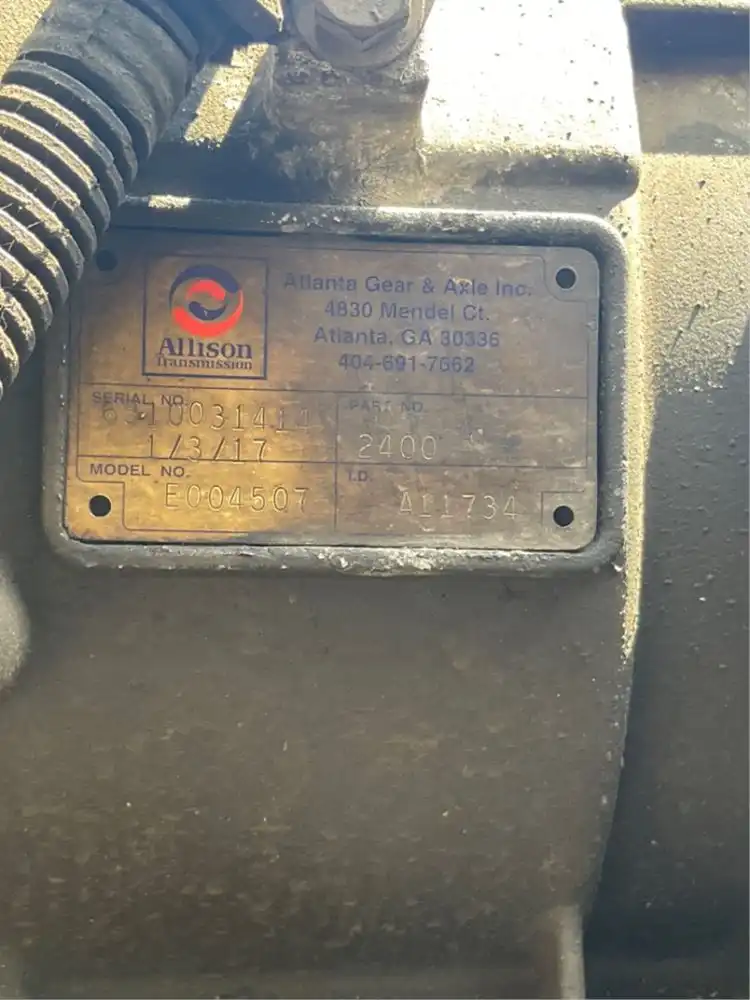 Allison
Transmission
Atlanta Gear & Axle Inc.
4830 Mendel Ct.
Atlanta, GA 30336
404-691-7662
SERIAL NO.
1/3/17
PART NO.
2400
MODEL NO.
E004507
I.D.
A11734